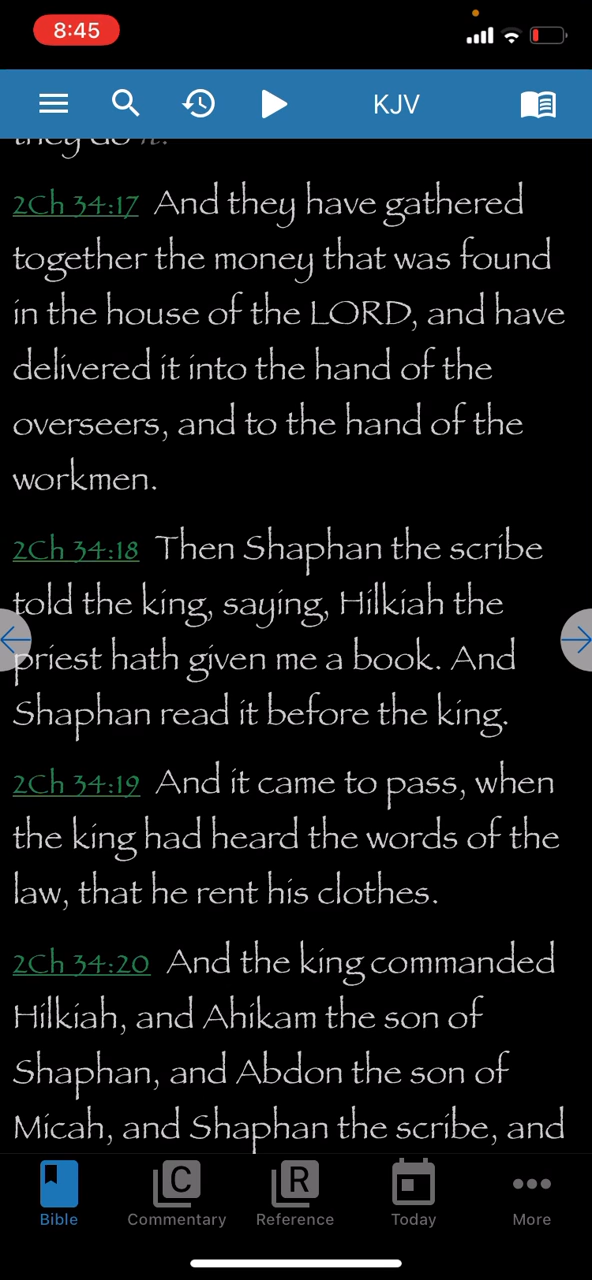 8:45
KJV
they do it.
2Ch 34:17 And they have gathered
together the money that was found
in the house of the LORD, and have
delivered it into the hand of the
overseers, and to the hand of the
workmen.
2Ch 34:18 Then Shaphan the scribe
told the king, saying, Hilkiah the
priest hath given me a book. And
Shaphan read it before the king.
2Ch 34:19 And it came to pass, when
the king had heard the words of the
law, that he rent his clothes.
2Ch 34:20 And the king commanded
Hilkiah, and Ahikam the son of
Shaphan, and Abdon the son of
Micah, and Shaphan the scribe, and
C R
Bible Commentary Reference Today More